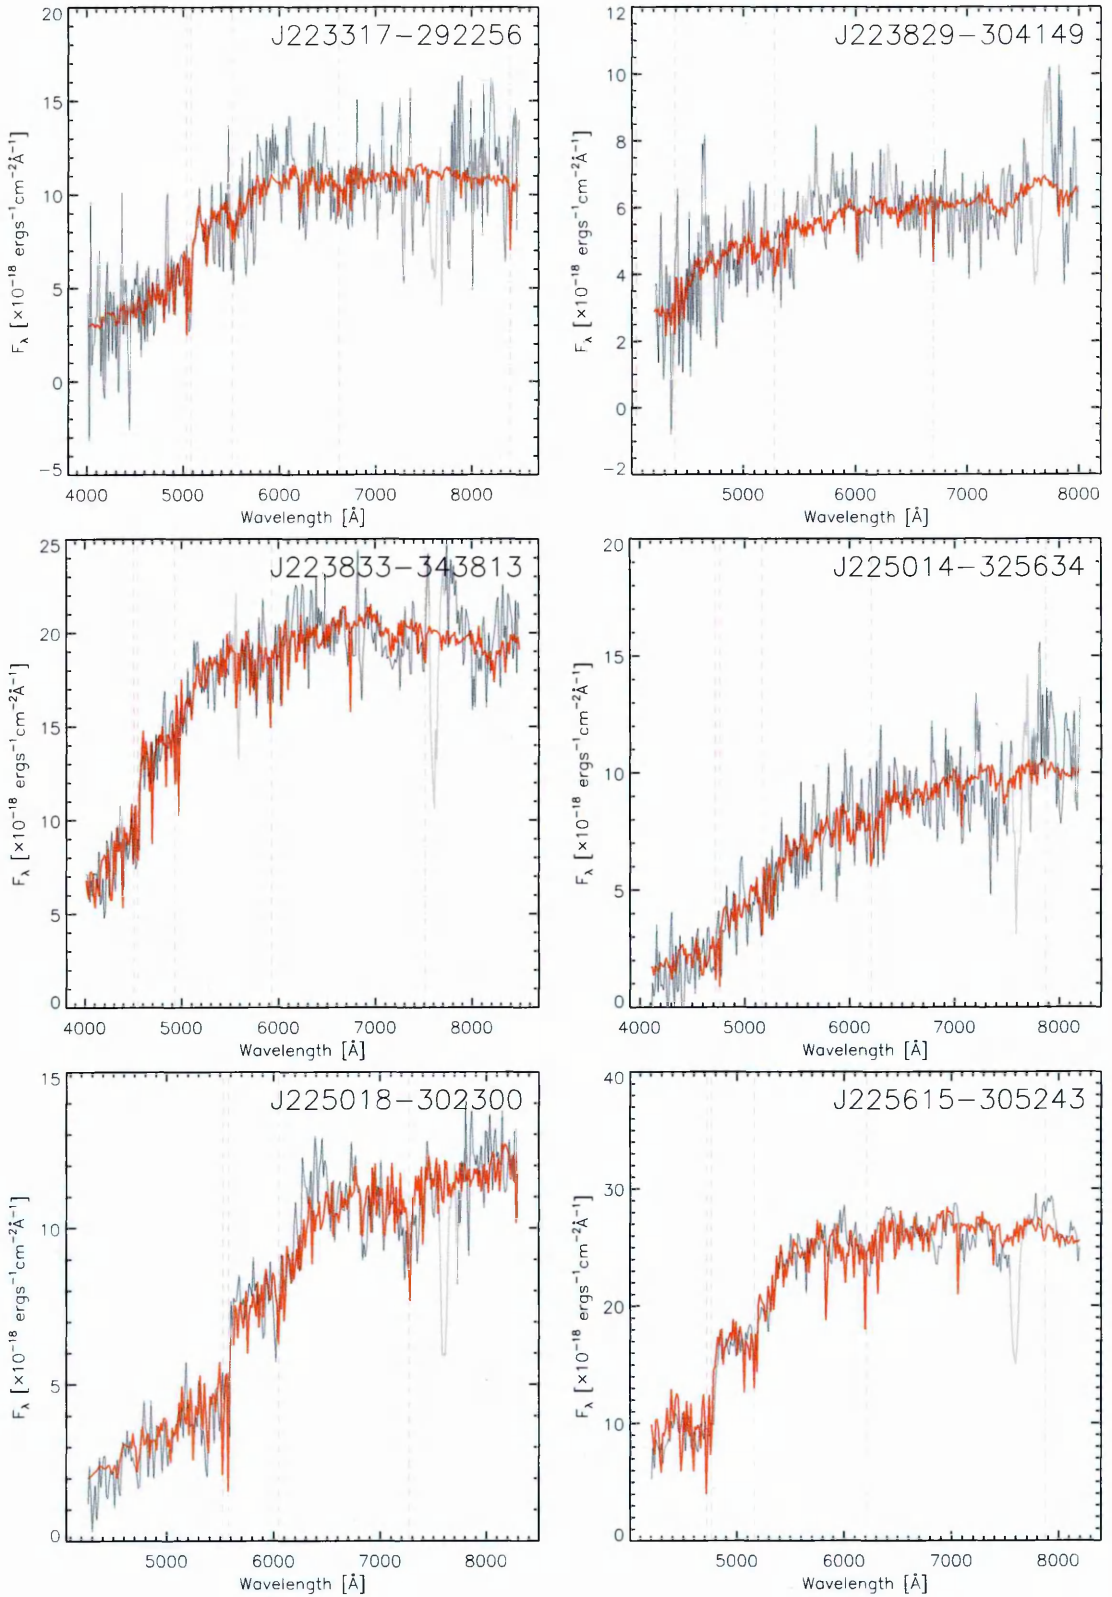 J223317-292256
20
15
10
5
0
-5
F_λ [×10⁻¹⁸ ergs⁻¹cm⁻²Å⁻¹]
4000 5000 6000 7000 8000
Wavelength [Å]
J223829-304149
12
10
8
6
4
2
0
-2
F_λ [×10⁻¹⁸ ergs⁻¹cm⁻²Å⁻¹]
5000 6000 7000 8000
Wavelength [Å]
J223833-343813
25
20
15
10
5
0
F_λ [×10⁻¹⁸ ergs⁻¹cm⁻²Å⁻¹]
4000 5000 6000 7000 8000
Wavelength [Å]
J225014-325634
20
15
10
5
0
F_λ [×10⁻¹⁸ ergs⁻¹cm⁻²Å⁻¹]
4000 5000 6000 7000 8000
Wavelength [Å]
J225018-302300
15
10
5
0
F_λ [×10⁻¹⁸ ergs⁻¹cm⁻²Å⁻¹]
5000 6000 7000 8000
Wavelength [Å]
J225615-305243
40
30
20
10
0
F_λ [×10⁻¹⁸ ergs⁻¹cm⁻²Å⁻¹]
5000 6000 7000 8000
Wavelength [Å]